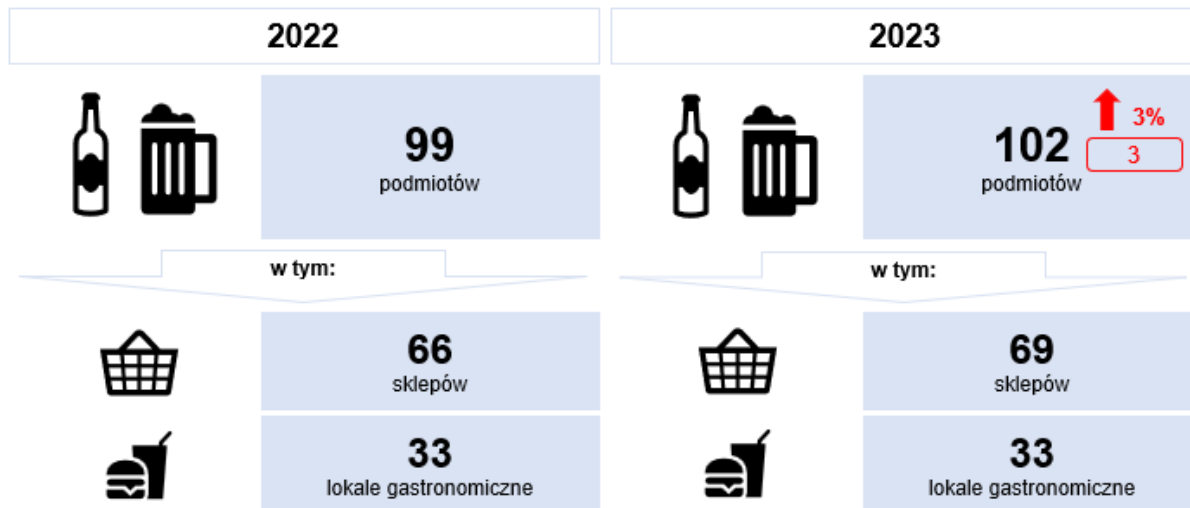 2022
2023
99
podmiotów
102
podmiotów
3%
3
w tym:
w tym:
66
sklepów
69
sklepów
33
lokale gastronomiczne
33
lokale gastronomiczne